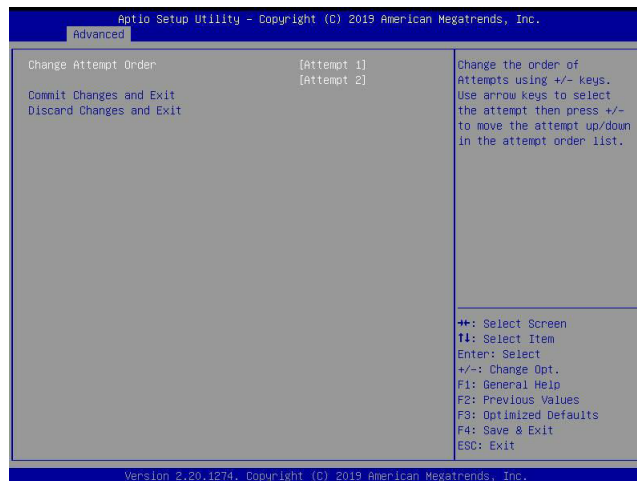 Aptio Setup Utility – Copyright (C) 2019 American Megatrends, Inc.
Advanced
Change Attempt Order [Attempt 1]
[Attempt 2]
Commit Changes and Exit
Discard Changes and Exit
Change the order of
Attempts using +/- keys.
Use arrow keys to select
the attempt then press +/-
to move the attempt up/down
in the attempt order list.
→←: Select Screen
↑↓: Select Item
Enter: Select
+/-: Change Opt.
F1: General Help
F2: Previous Values
F3: Optimized Defaults
F4: Save & Exit
ESC: Exit
Version 2.20.1274. Copyright (C) 2019 American Megatrends, Inc.